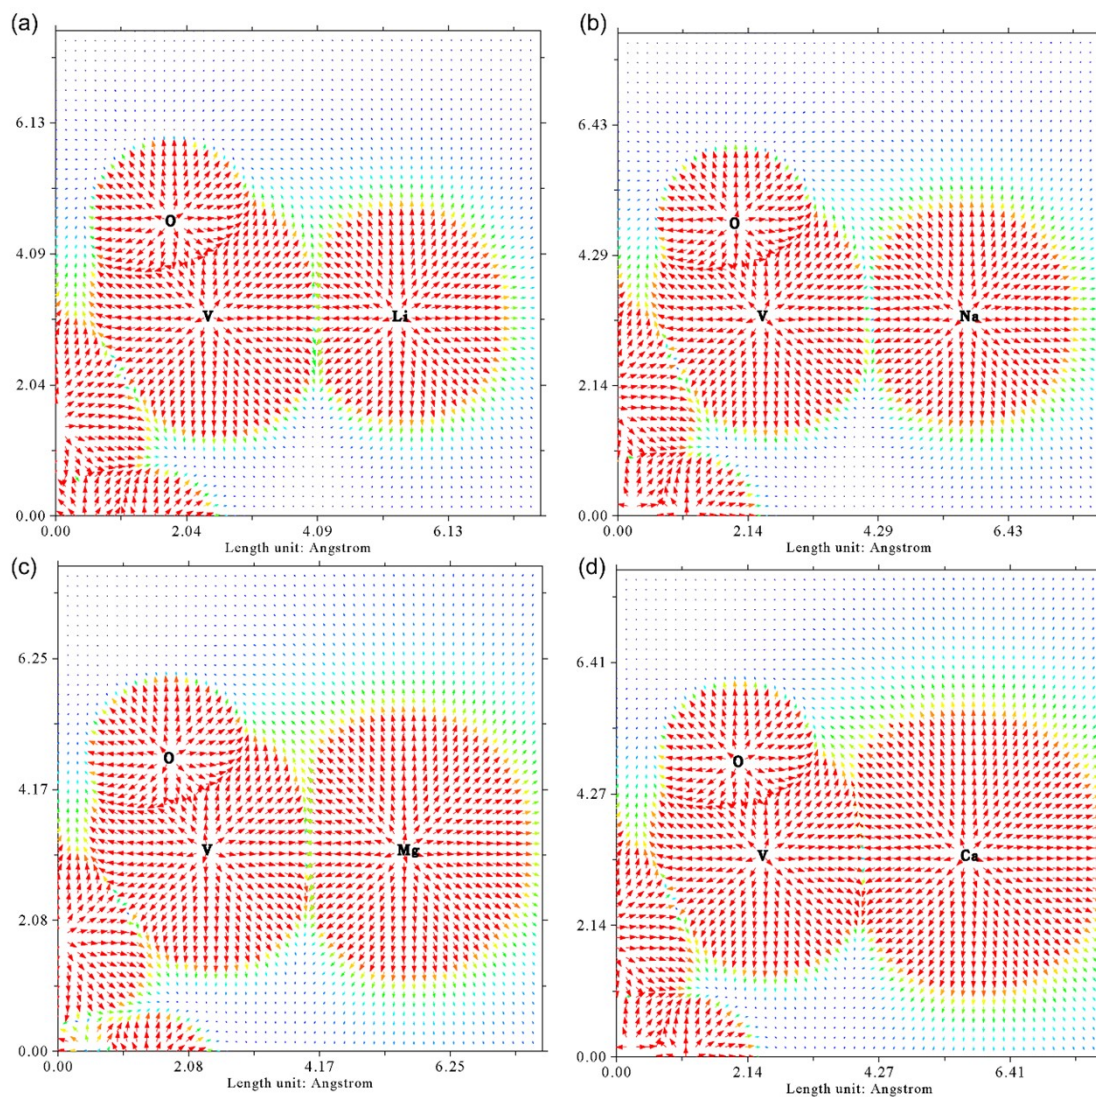 (a)
6.13
O
4.09
V Li
2.04
0.00
0.00 2.04 4.09 6.13
Length unit: Angstrom
(b)
6.43
O
4.29
V Na
2.14
0.00
0.00 2.14 4.29 6.43
Length unit: Angstrom
(c)
6.25
O
4.17
V Mg
2.08
0.00
0.00 2.08 4.17 6.25
Length unit: Angstrom
(d)
6.41
O
4.27
V Ca
2.14
0.00
0.00 2.14 4.27 6.41
Length unit: Angstrom